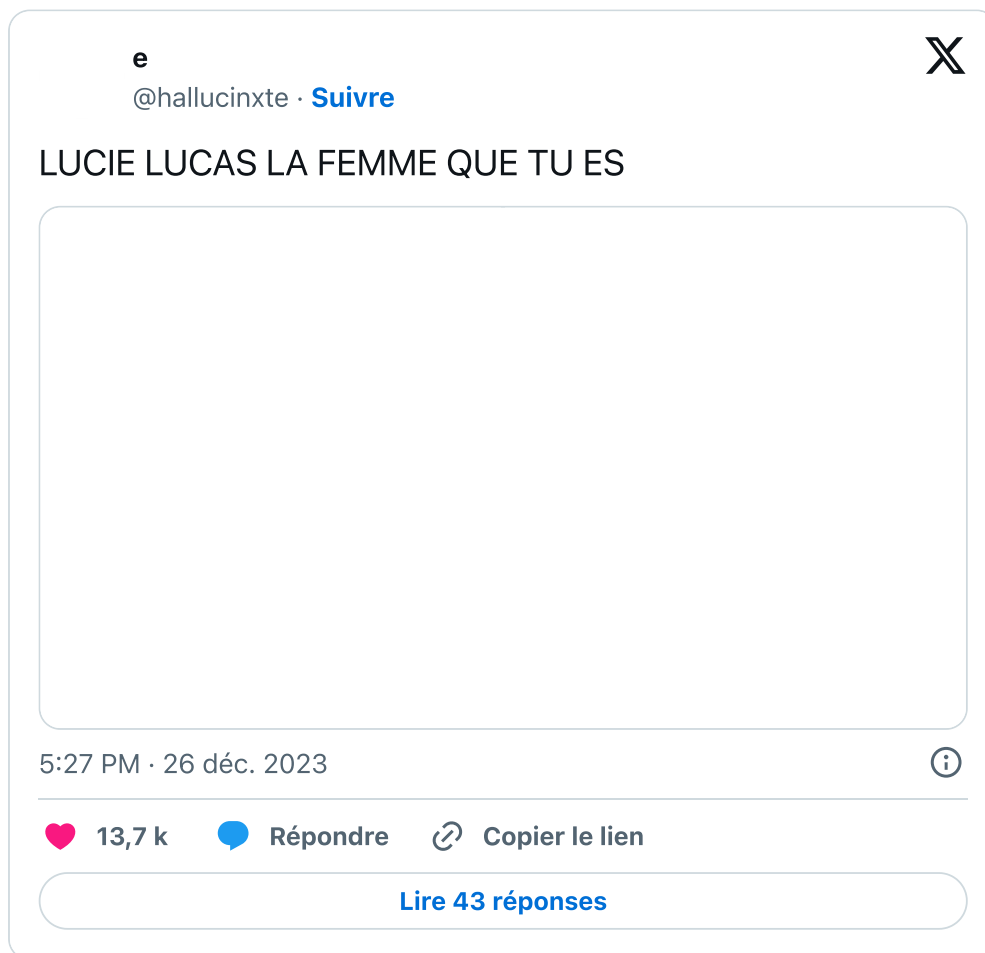 e
@hallucinxte · Suivre
LUCIE LUCAS LA FEMME QUE TU ES
5:27 PM · 26 déc. 2023
13,7 k Répondre Copier le lien
Lire 43 réponses